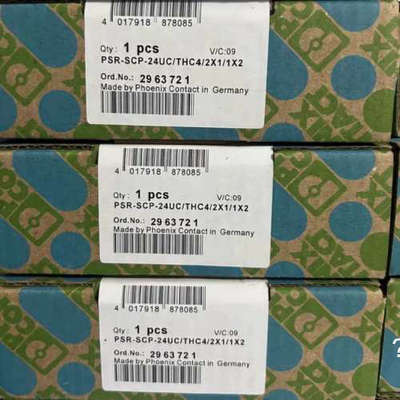 4 017918 878085
Qty: 1 pcs V/C:09
PSR-SCP-24UC/THC4/2X1/1X2
Ord.No.: 29 63 72 1
Made by Phoenix Contact in Germany
4 017918 878085
Qty: 1 pcs V/C:09
PSR-SCP-24UC/THC4/2X1/1X2
Ord.No.: 29 63 72 1
Made by Phoenix Contact in Germany
4 017918 878085
Qty: 1 pcs V/C:09
PSR-SCP-24UC/THC4/2X1/1X2
Ord.No.: 29 63 72 1
Made by Phoenix Contact in Germany